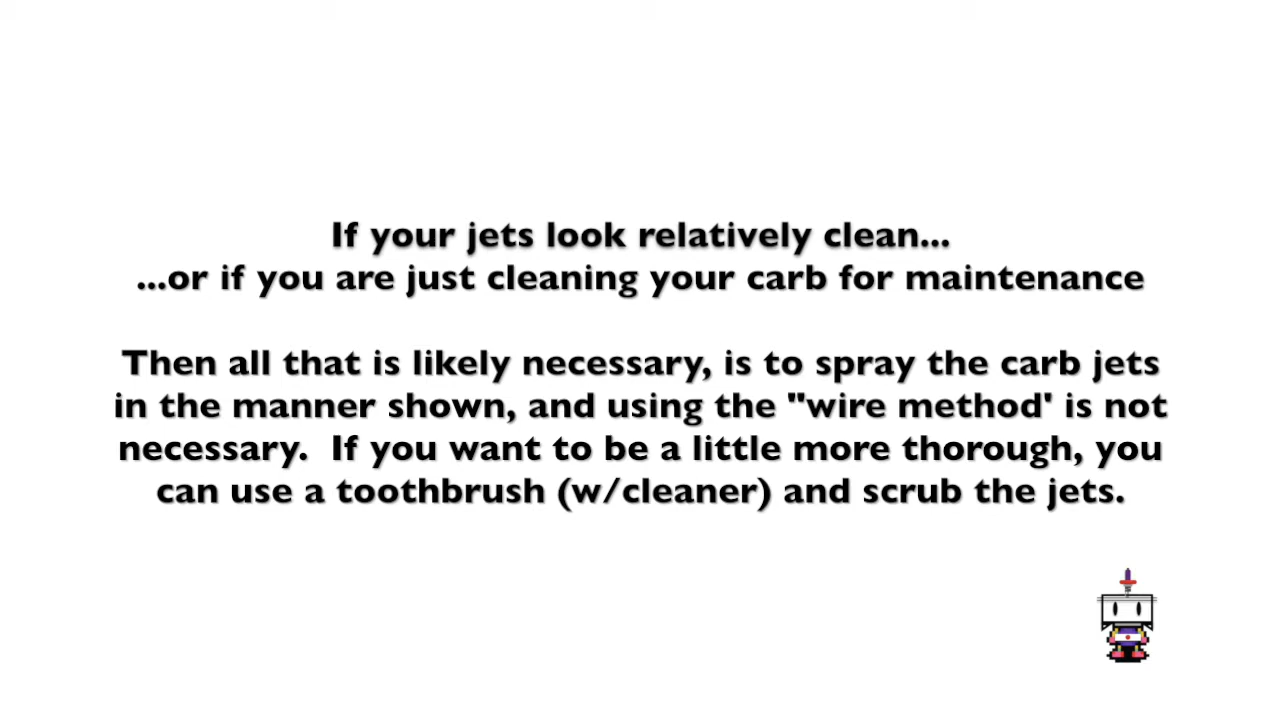 If your jets look relatively clean...
...or if you are just cleaning your carb for maintenance
Then all that is likely necessary, is to spray the carb jets
in the manner shown, and using the "wire method' is not
necessary.  If you want to be a little more thorough, you
can use a toothbrush (w/cleaner) and scrub the jets.